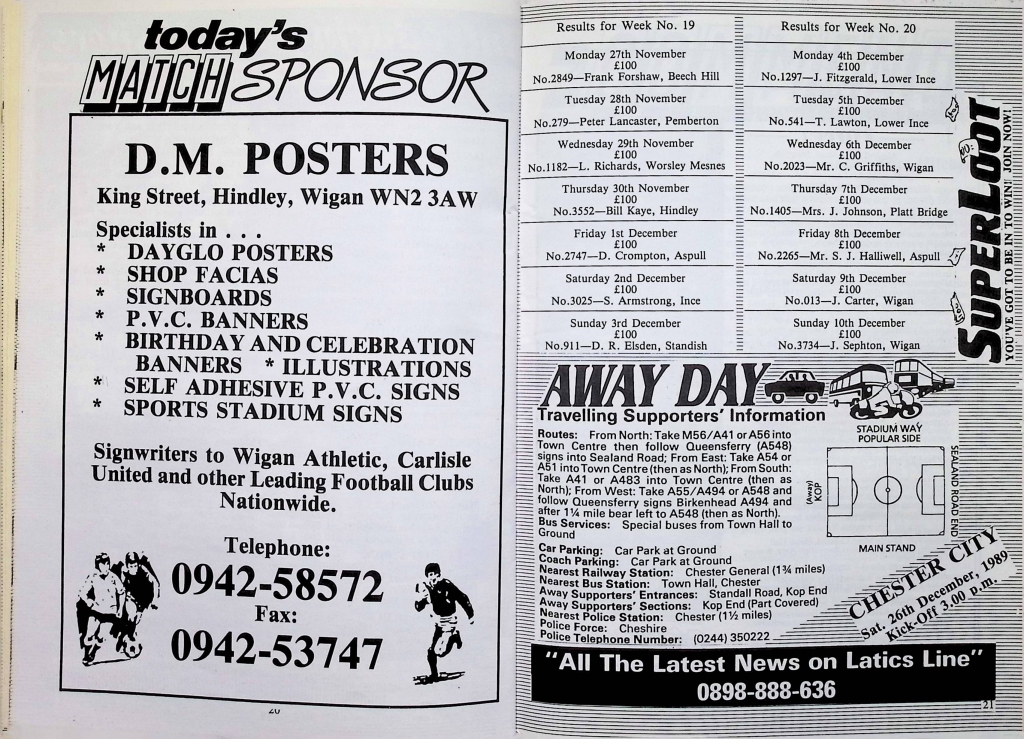 today's
MATCH SPONSOR
D.M. POSTERS
King Street, Hindley, Wigan WN2 3AW
Specialists in . . .
* DAYGLO POSTERS
* SHOP FACIAS
* SIGNBOARDS
* P.V.C. BANNERS
* BIRTHDAY AND CELEBRATION
BANNERS * ILLUSTRATIONS
* SELF ADHESIVE P.V.C. SIGNS
* SPORTS STADIUM SIGNS
Signwriters to Wigan Athletic, Carlisle
United and other Leading Football Clubs
Nationwide.
Telephone:
0942-58572
Fax:
0942-53747
20
Results for Week No. 19
Monday 27th November
£100
No.2849—Frank Forshaw, Beech Hill
Tuesday 28th November
£100
No.279—Peter Lancaster, Pemberton
Wednesday 29th November
£100
No.1182—L. Richards, Worsley Mesnes
Thursday 30th November
£100
No.3552—Bill Kaye, Hindley
Friday 1st December
£100
No.2747—D. Crompton, Aspull
Saturday 2nd December
£100
No.3025—S. Armstrong, Ince
Sunday 3rd December
£100
No.911—D. R. Elsden, Standish
Results for Week No. 20
Monday 4th December
£100
No.1297—J. Fitzgerald, Lower Ince
Tuesday 5th December
£100
No.541—T. Lawton, Lower Ince
Wednesday 6th December
£100
No.2023—Mr. C. Griffiths, Wigan
Thursday 7th December
£100
No.1405—Mrs. J. Johnson, Platt Bridge
Friday 8th December
£100
No.2265—Mr. S. J. Halliwell, Aspull
Saturday 9th December
£100
No.013—J. Carter, Wigan
Sunday 10th December
£100
No.3734—J. Sephton, Wigan
SUPERLOOT
YOU'VE GOT TO BE IN TO WIN! JOIN NOW!
AWAY DAY
Travelling Supporters' Information
Routes: From North: Take M56/A41 or A56 into
Town Centre then follow Queensferry (A548)
signs into Sealand Road; From East: Take A54 or
A51 into Town Centre (then as North); From South:
Take A41 or A483 into Town Centre (then as
North); From West: Take A55/A494 or A548 and
follow Queensferry signs Birkenhead A494 and
after 1¼ mile bear left to A548 (then as North).
Bus Services: Special buses from Town Hall to
Ground
Car Parking: Car Park at Ground
Coach Parking: Car Park at Ground
Nearest Railway Station: Chester General (1¾ miles)
Nearest Bus Station: Town Hall, Chester
Away Supporters' Entrances: Standall Road, Kop End
Away Supporters' Sections: Kop End (Part Covered)
Nearest Police Station: Chester (1½ miles)
Police Force: Cheshire
Police Telephone Number: (0244) 350222
STADIUM WAY
POPULAR SIDE
(Away)
KOP
SEALAND ROAD END
MAIN STAND
CHESTER CITY
Sat. 26th December, 1989
Kick-Off 3.00 p.m.
"All The Latest News on Latics Line"
0898-888-636
21